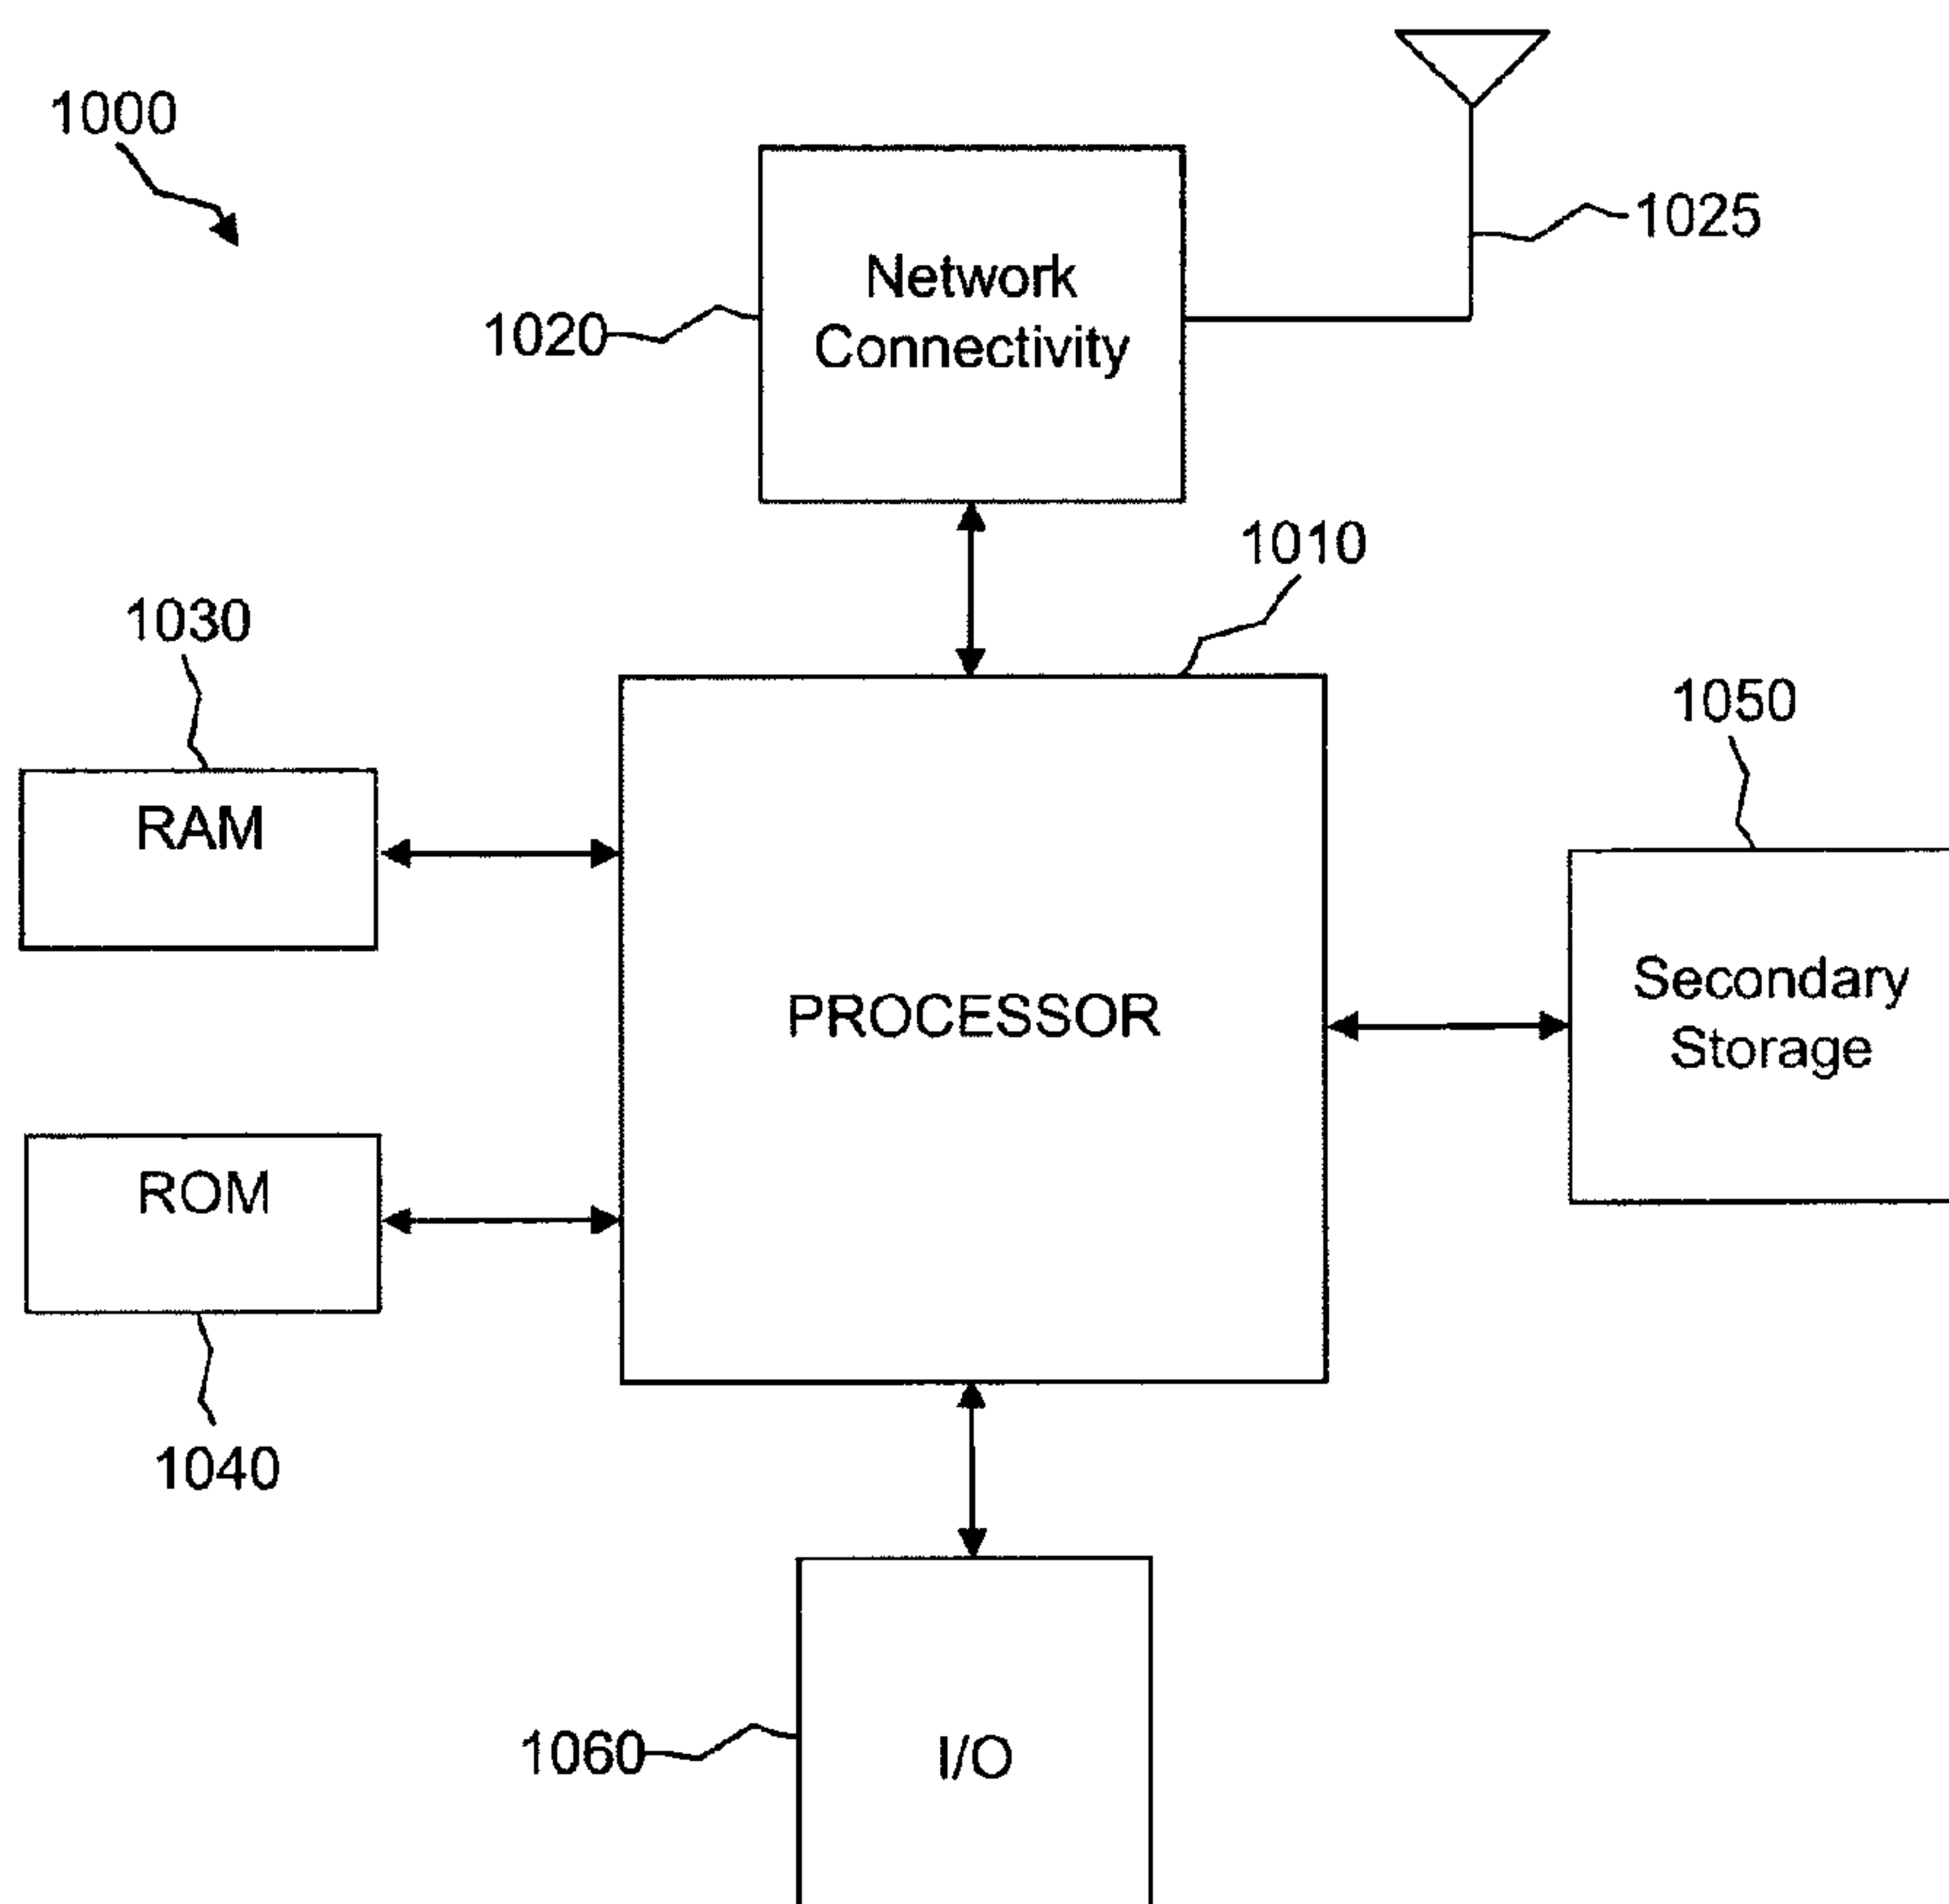 1000
1025
Network
Connectivity
1020
1010
1030
1050
RAM
Secondary
Storage
PROCESSOR
ROM
1040
1060
I/O